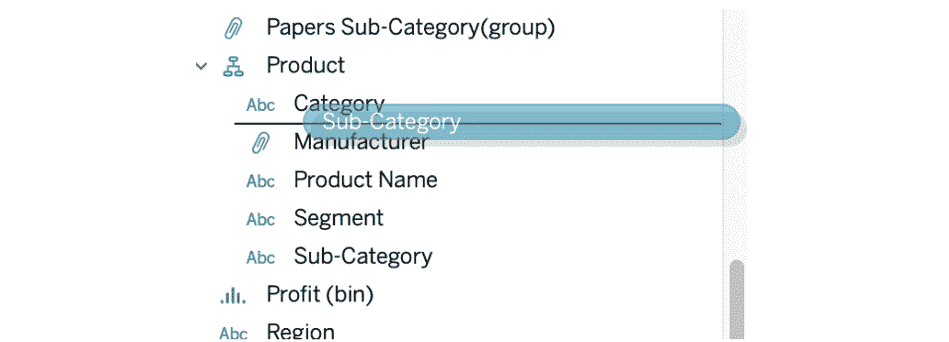 Papers Sub-Category(group)
Product
Abc Category
Sub-Category
Manufacturer
Abc Product Name
Abc Segment
Abc Sub-Category
Profit (bin)
Abc Region